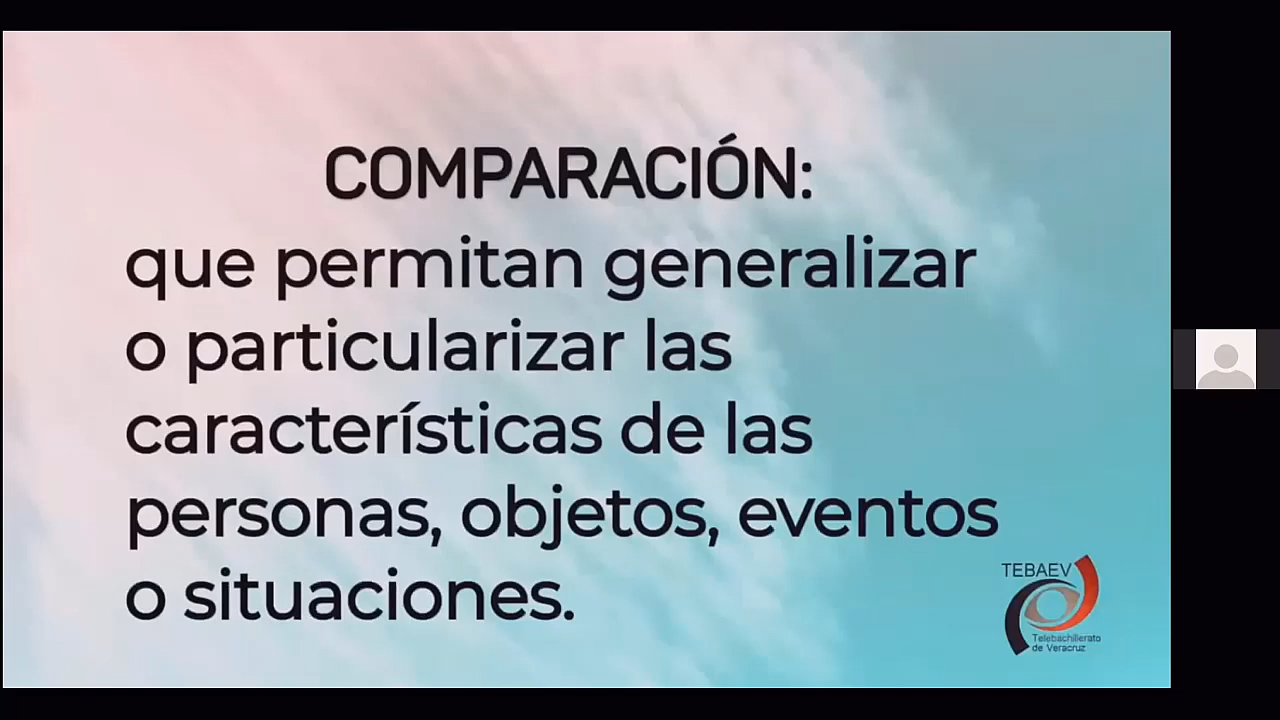 COMPARACIÓN:
que permitan generalizar
o particularizar las
características de las
personas, objetos, eventos
o situaciones.
TEBAEV
Telebachillerato
de Veracruz